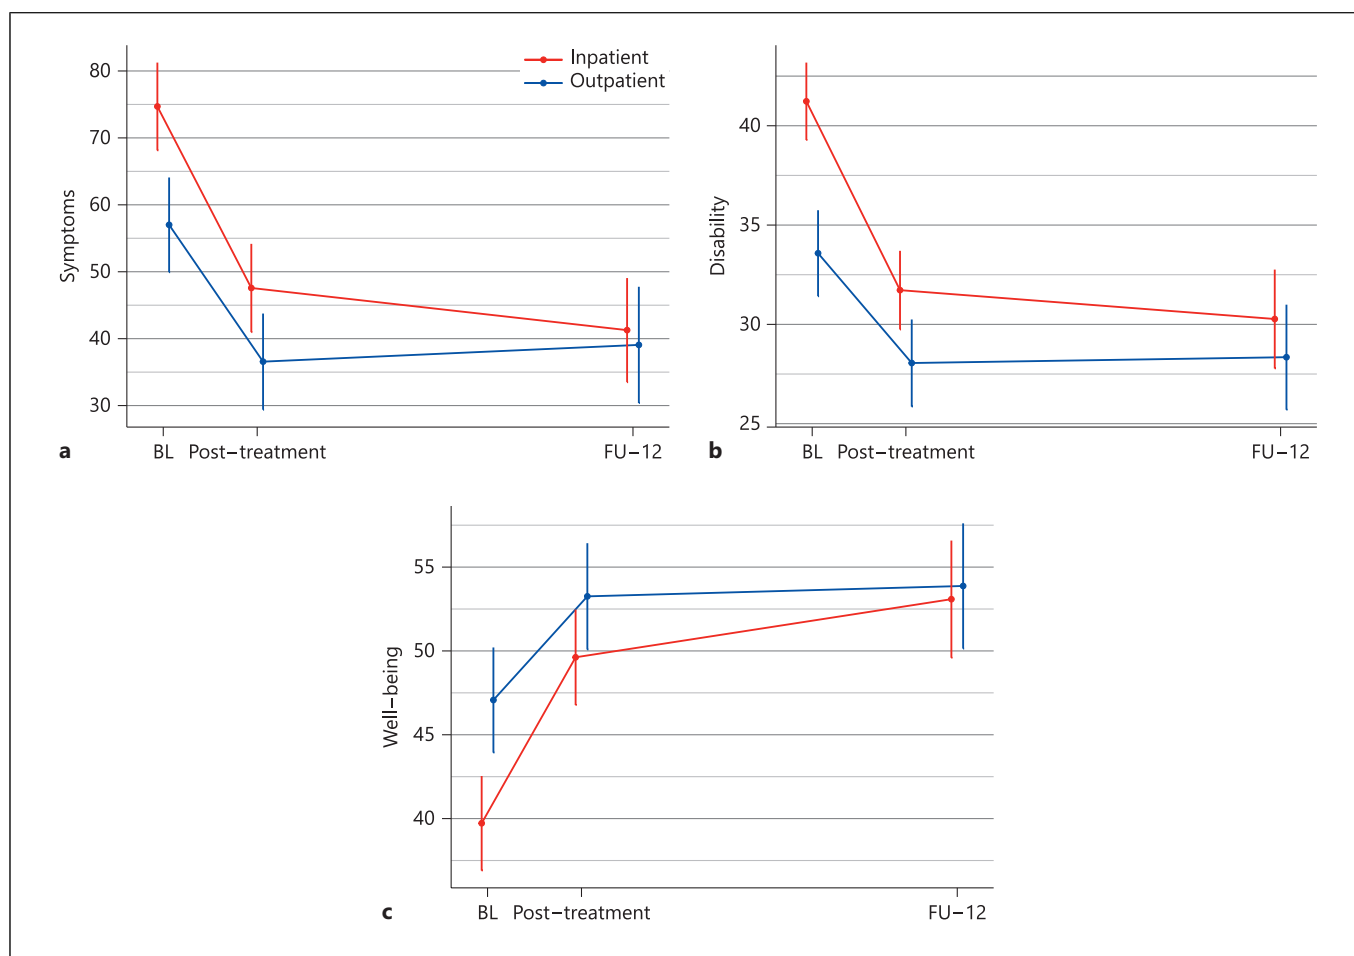 Inpatient
Outpatient
Symptoms
80
70
60
50
40
30
BL Post-treatment FU-12
a
Disability
40
35
30
25
BL Post-treatment FU-12
b
Well-being
55
50
45
40
BL Post-treatment FU-12
c